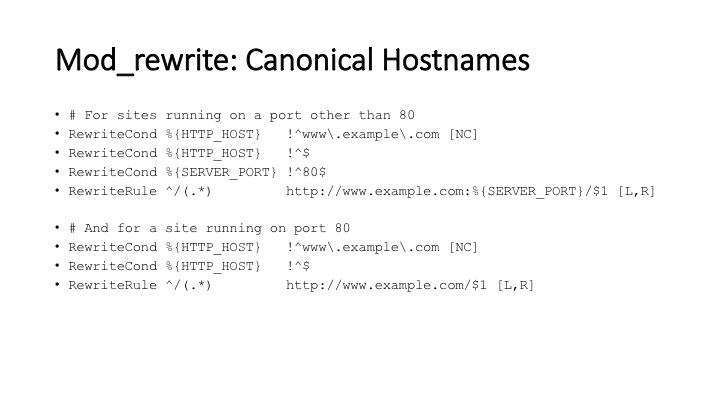 Mod_rewrite: Canonical Hostnames
• # For sites running on a port other than 80
• RewriteCond %{HTTP_HOST}   !^www\.example\.com [NC]
• RewriteCond %{HTTP_HOST}   !^$
• RewriteCond %{SERVER_PORT} !^80$
• RewriteRule ^/(.*)         http://www.example.com:%{SERVER_PORT}/$1 [L,R]
• # And for a site running on port 80
• RewriteCond %{HTTP_HOST}   !^www\.example\.com [NC]
• RewriteCond %{HTTP_HOST}   !^$
• RewriteRule ^/(.*)         http://www.example.com/$1 [L,R]